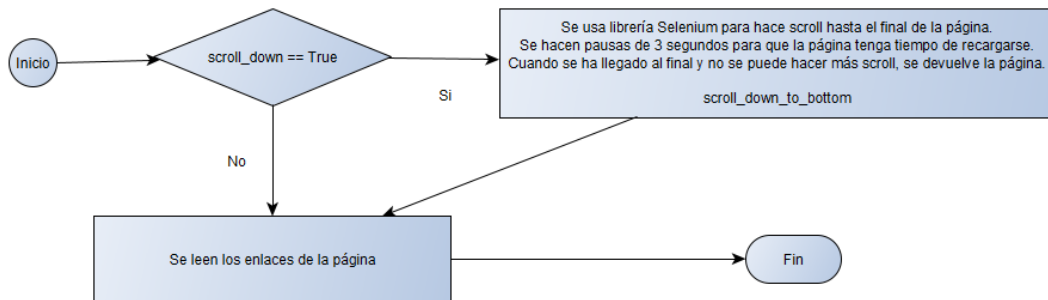 Inicio
scroll_down == True
Si
Se usa librería Selenium para hace scroll hasta el final de la página.
Se hacen pausas de 3 segundos para que la página tenga tiempo de recargarse.
Cuando se ha llegado al final y no se puede hacer más scroll, se devuelve la página.
scroll_down_to_bottom
No
Se leen los enlaces de la página
Fin